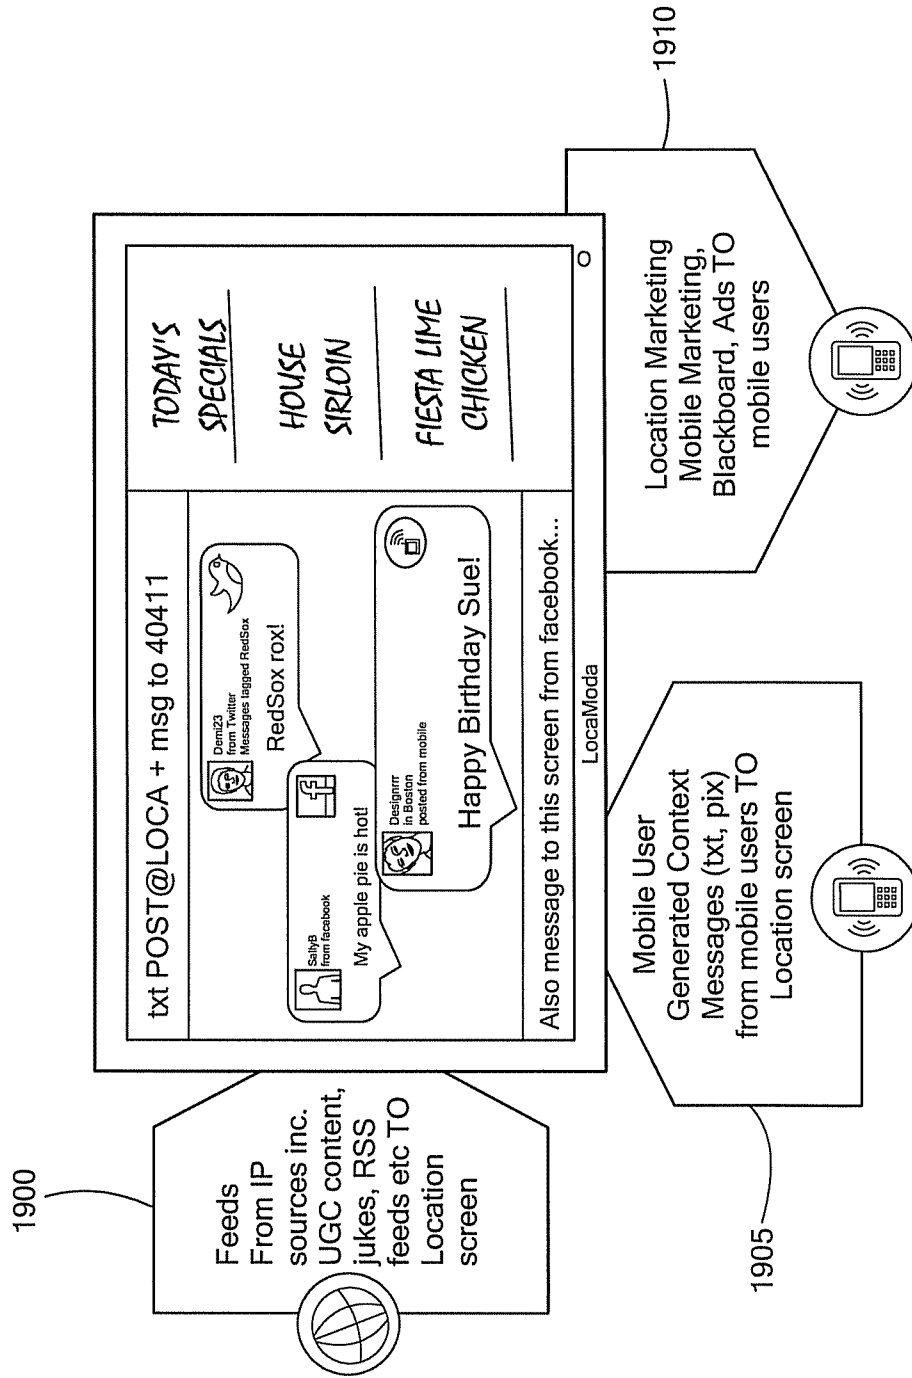 1900
Feeds
From IP
sources inc.
UGC content,
jukes, RSS
feeds etc TO
Location
screen
txt POST@LOCA + msg to 40411
Demi23
from Twitter
Messages tagged RedSox
RedSox rox!
SallyB
from facebook
f
My apple pie is hot!
Designrrr
in Boston
posted from mobile
Happy Birthday Sue!
Also message to this screen from facebook...
TODAY'S
SPECIALS
HOUSE
SIRLOIN
FIESTA LIME
CHICKEN
LocaModa
Mobile User
Generated Context
Messages (txt, pix)
from mobile users TO
Location screen
1905
Location Marketing
Mobile Marketing,
Blackboard, Ads TO
mobile users
1910